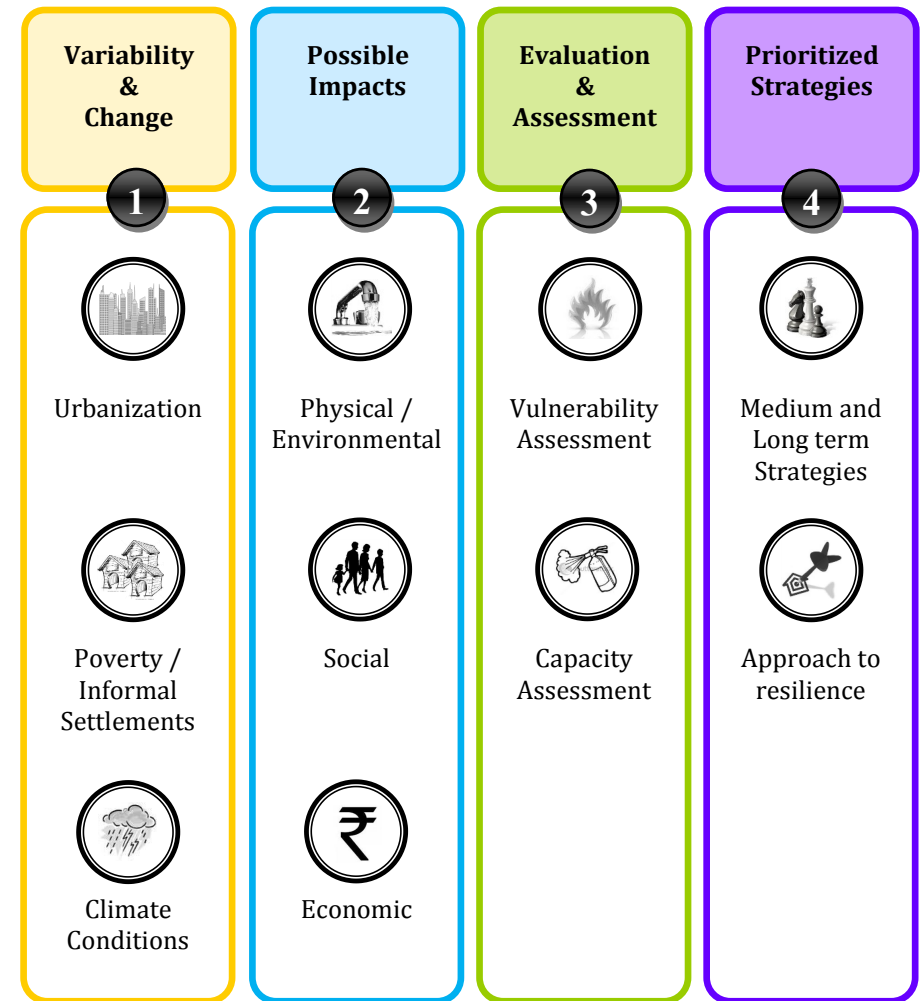 Variability
&
Change
1
Urbanization
Poverty /
Informal
Settlements
Climate
Conditions
Possible
Impacts
2
Physical /
Environmental
Social
₹
Economic
Evaluation
&
Assessment
3
Vulnerability
Assessment
Capacity
Assessment
Prioritized
Strategies
4
Medium and
Long term
Strategies
Approach to
resilience